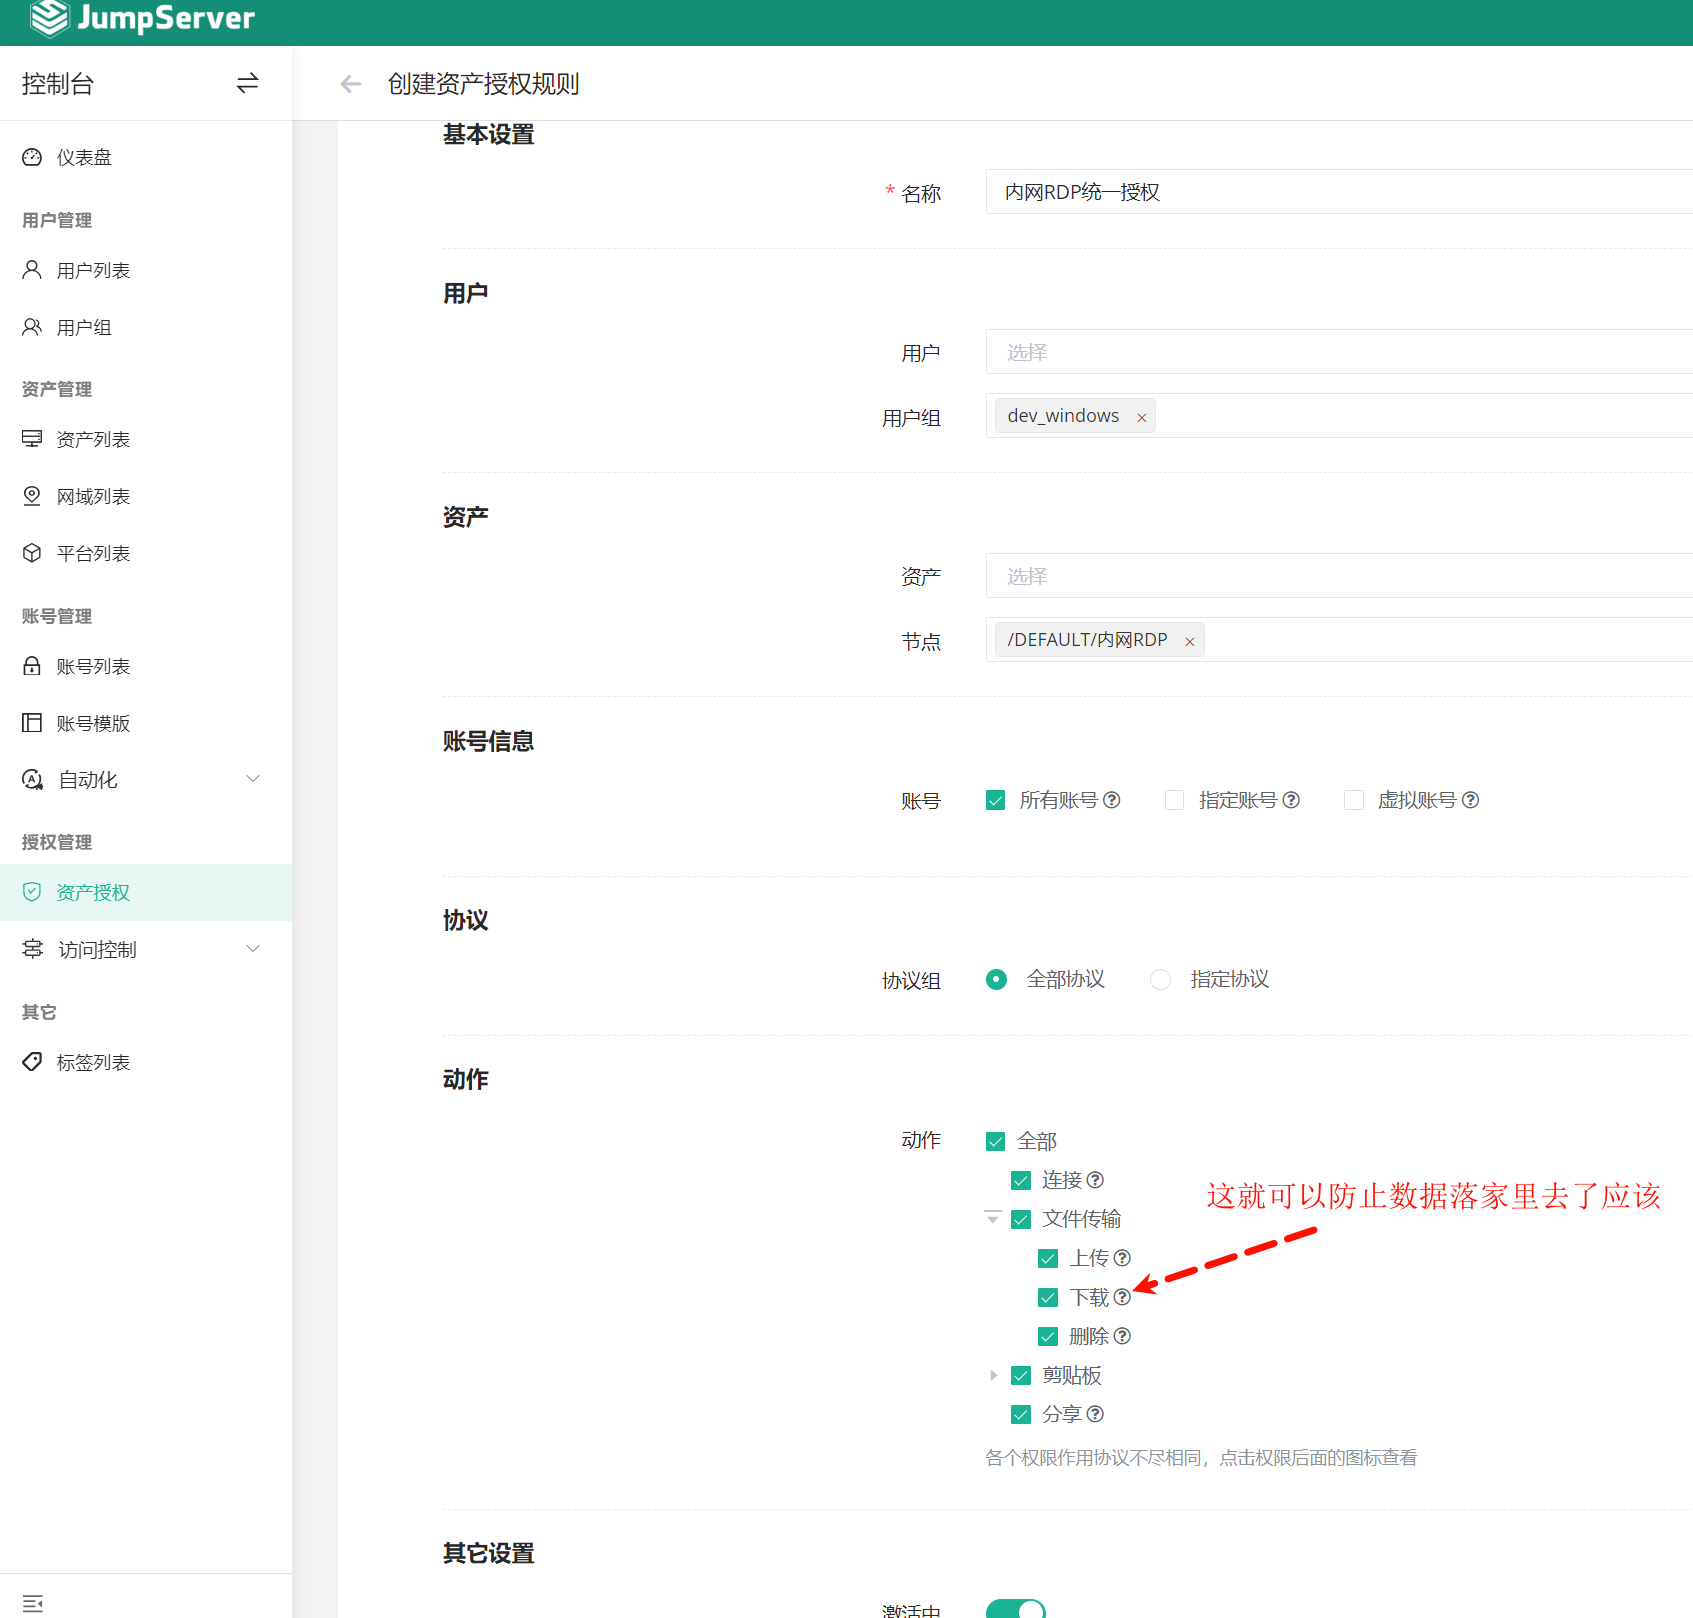 JumpServer
控制台
创建资产授权规则
仪表盘
用户管理
用户列表
用户组
资产管理
资产列表
网域列表
平台列表
账号管理
账号列表
账号模版
自动化
授权管理
资产授权
访问控制
其它
标签列表
基本设置
* 名称 内网RDP统一授权
用户
用户 选择
用户组 dev_windows ×
资产
资产 选择
节点 /DEFAULT/内网RDP ×
账号信息
账号 所有账号 指定账号 虚拟账号
协议
协议组 全部协议 指定协议
动作
动作 全部
连接
文件传输
上传
下载
删除
剪贴板
分享
这就可以防止数据落家里去了应该
各个权限作用协议不尽相同，点击权限后面的图标查看
其它设置
激活中